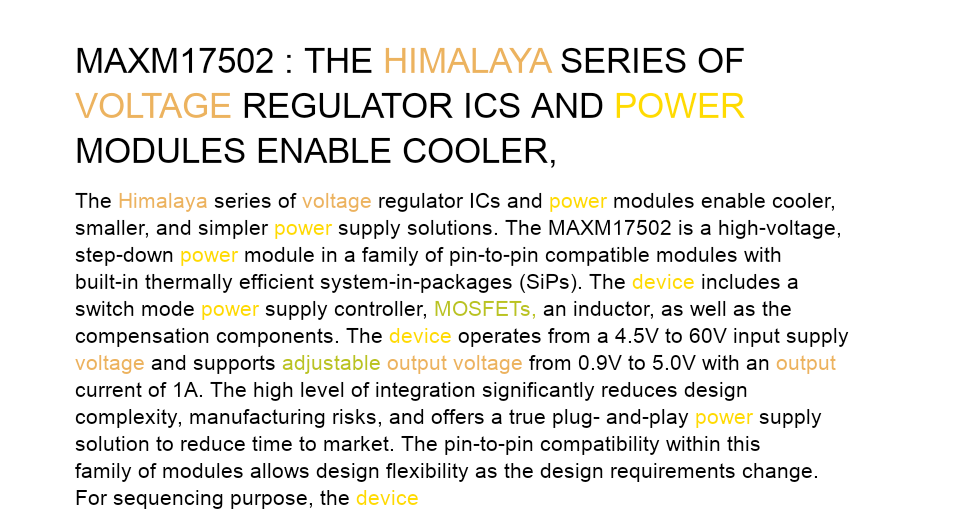 MAXM17502 : THE HIMALAYA SERIES OF
VOLTAGE REGULATOR ICS AND POWER
MODULES ENABLE COOLER,
The Himalaya series of voltage regulator ICs and power modules enable cooler,
smaller, and simpler power supply solutions. The MAXM17502 is a high-voltage,
step-down power module in a family of pin-to-pin compatible modules with
built-in thermally efficient system-in-packages (SiPs). The device includes a
switch mode power supply controller, MOSFETs, an inductor, as well as the
compensation components. The device operates from a 4.5V to 60V input supply
voltage and supports adjustable output voltage from 0.9V to 5.0V with an output
current of 1A. The high level of integration significantly reduces design
complexity, manufacturing risks, and offers a true plug- and-play power supply
solution to reduce time to market. The pin-to-pin compatibility within this
family of modules allows design flexibility as the design requirements change.
For sequencing purpose, the device